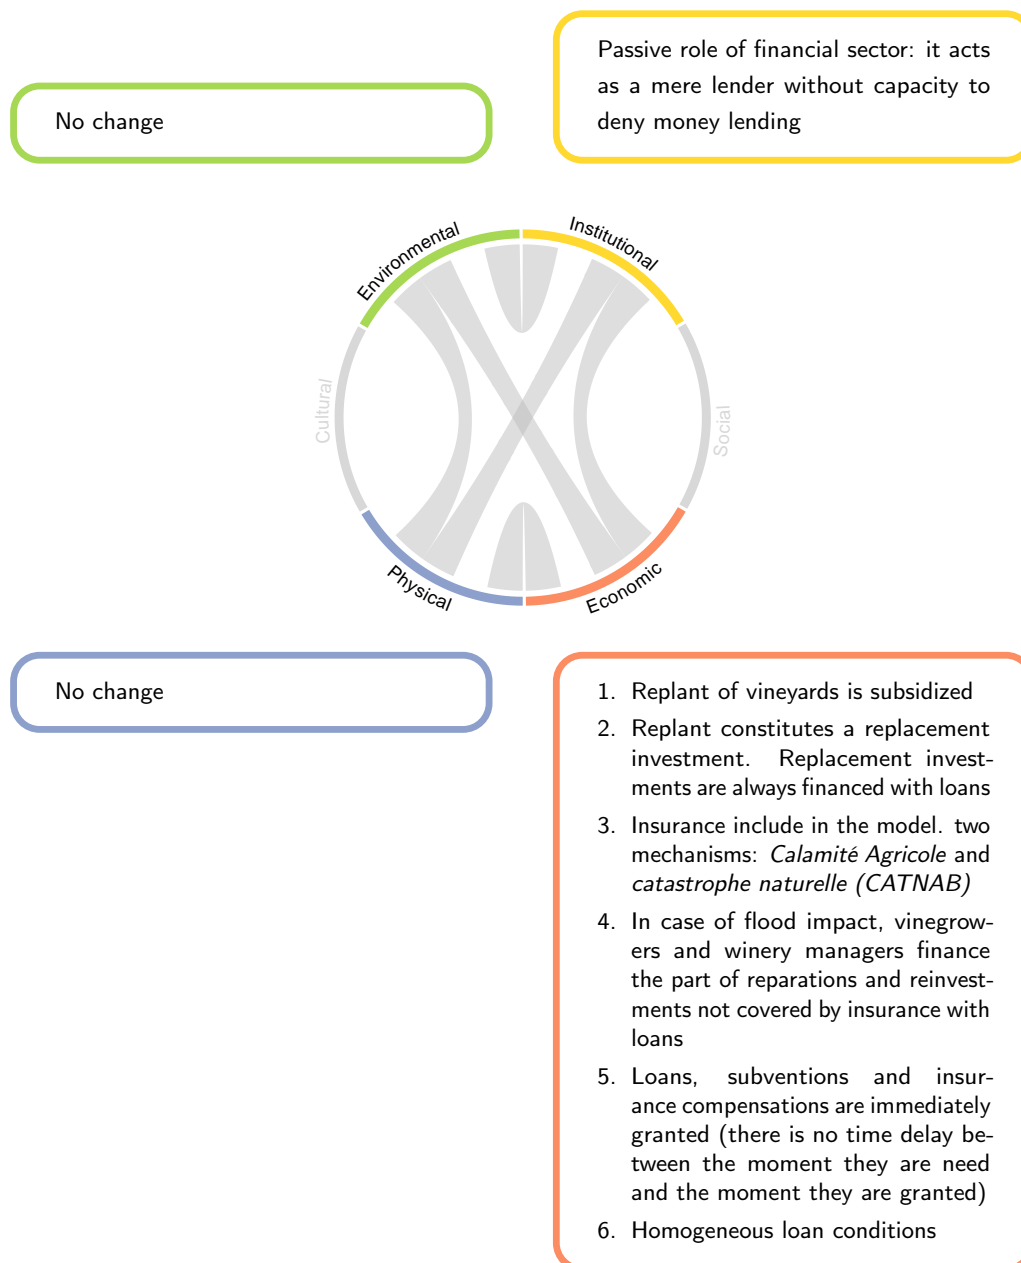 Passive role of financial sector: it acts
as a mere lender without capacity to
deny money lending
No change
Environmental
Institutional
Cultural
Social
Physical
Economic
No change
1. Replant of vineyards is subsidized
2. Replant constitutes a replacement
investment. Replacement invest-
ments are always financed with loans
3. Insurance include in the model. two
mechanisms: Calamité Agricole and
catastrophe naturelle (CATNAB)
4. In case of flood impact, vinegrow-
ers and winery managers finance
the part of reparations and reinvest-
ments not covered by insurance with
loans
5. Loans, subventions and insur-
ance compensations are immediately
granted (there is no time delay be-
tween the moment they are need
and the moment they are granted)
6. Homogeneous loan conditions